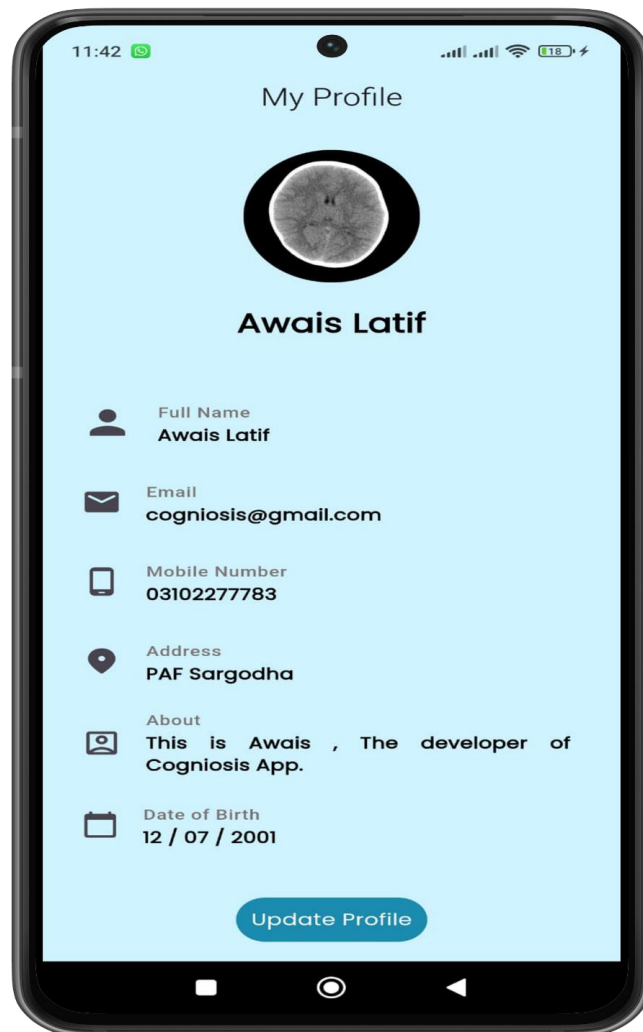 11:42
18
My Profile
Awais Latif
Full Name
Awais Latif
Email
cogniosis@gmail.com
Mobile Number
03102277783
Address
PAF Sargodha
About
This is Awais , The developer of
Cogniosis App.
Date of Birth
12 / 07 / 2001
Update Profile